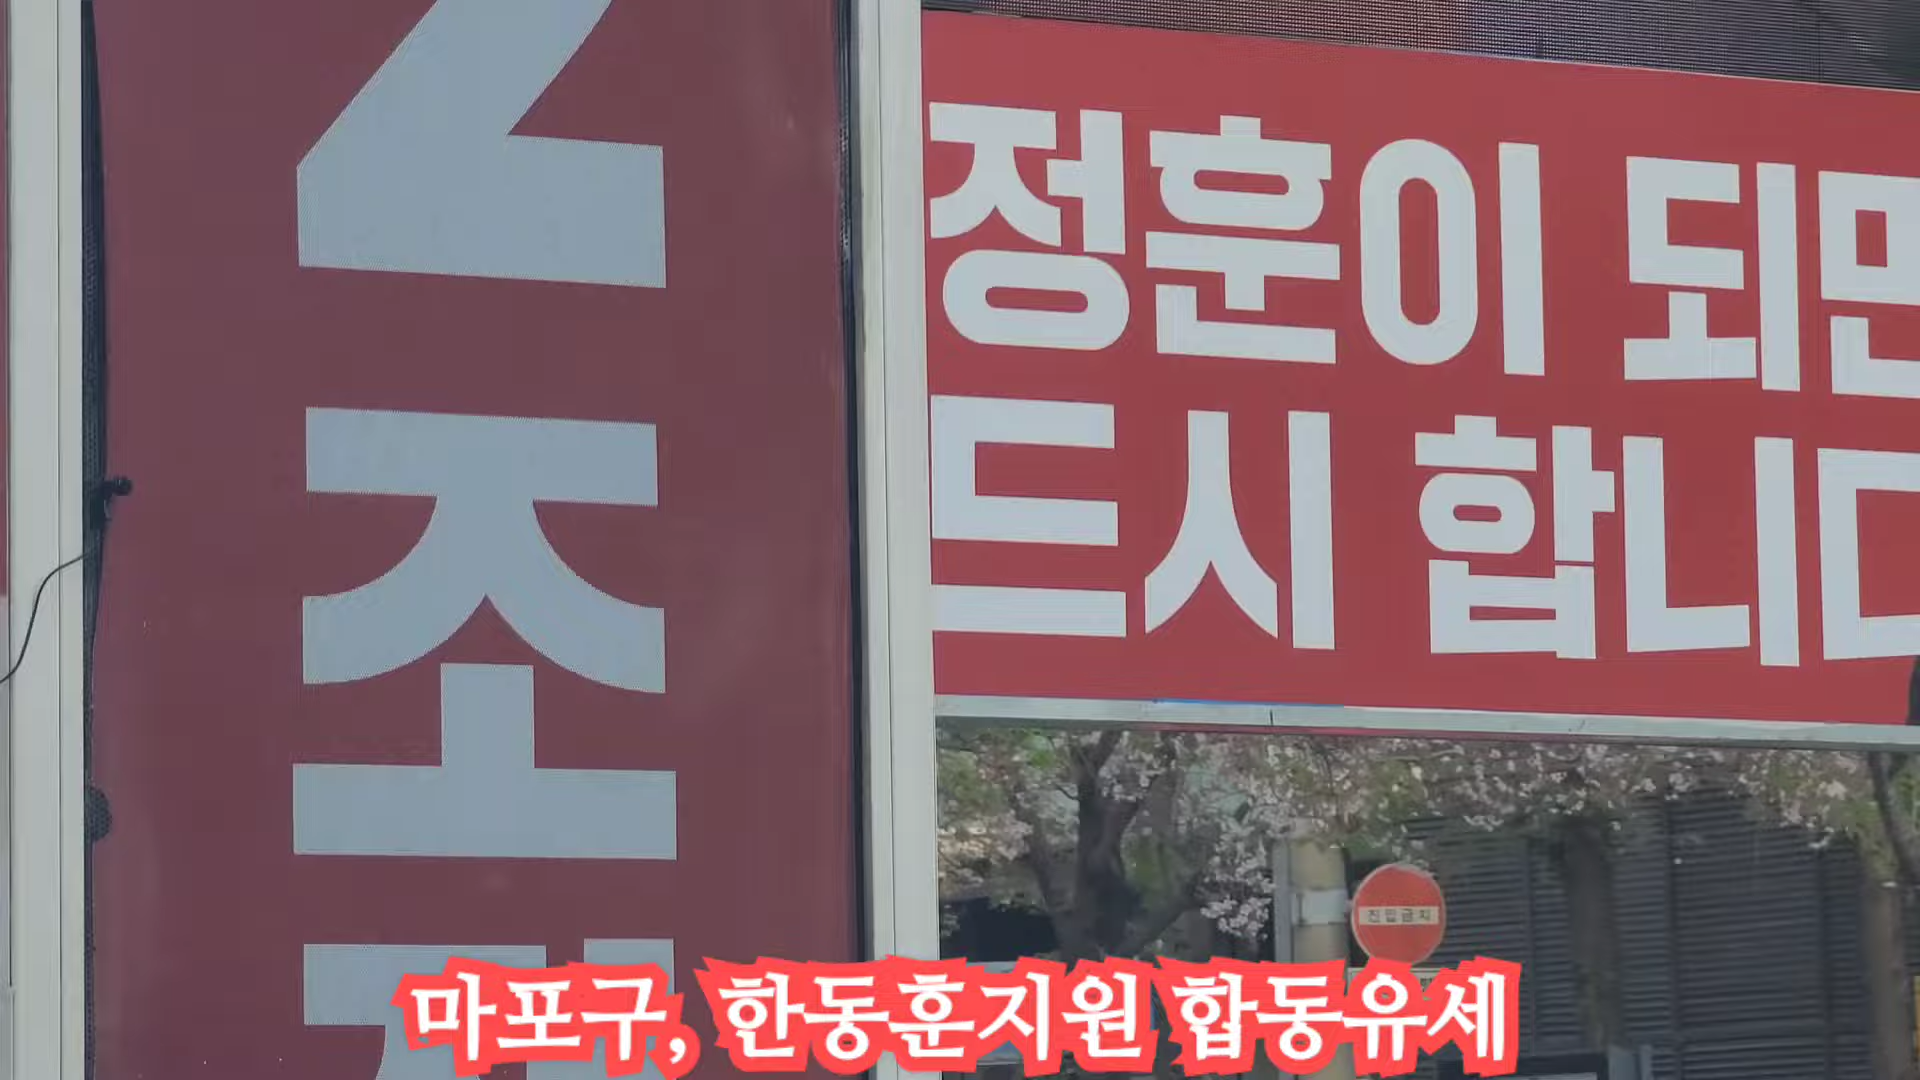 2
조
정훈이 되면
드시 합니다
진입금지
마포구, 한동훈지원 합동유세